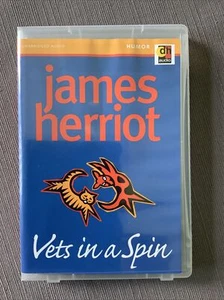 HUMOR
james
herriot
Vets in a Spin